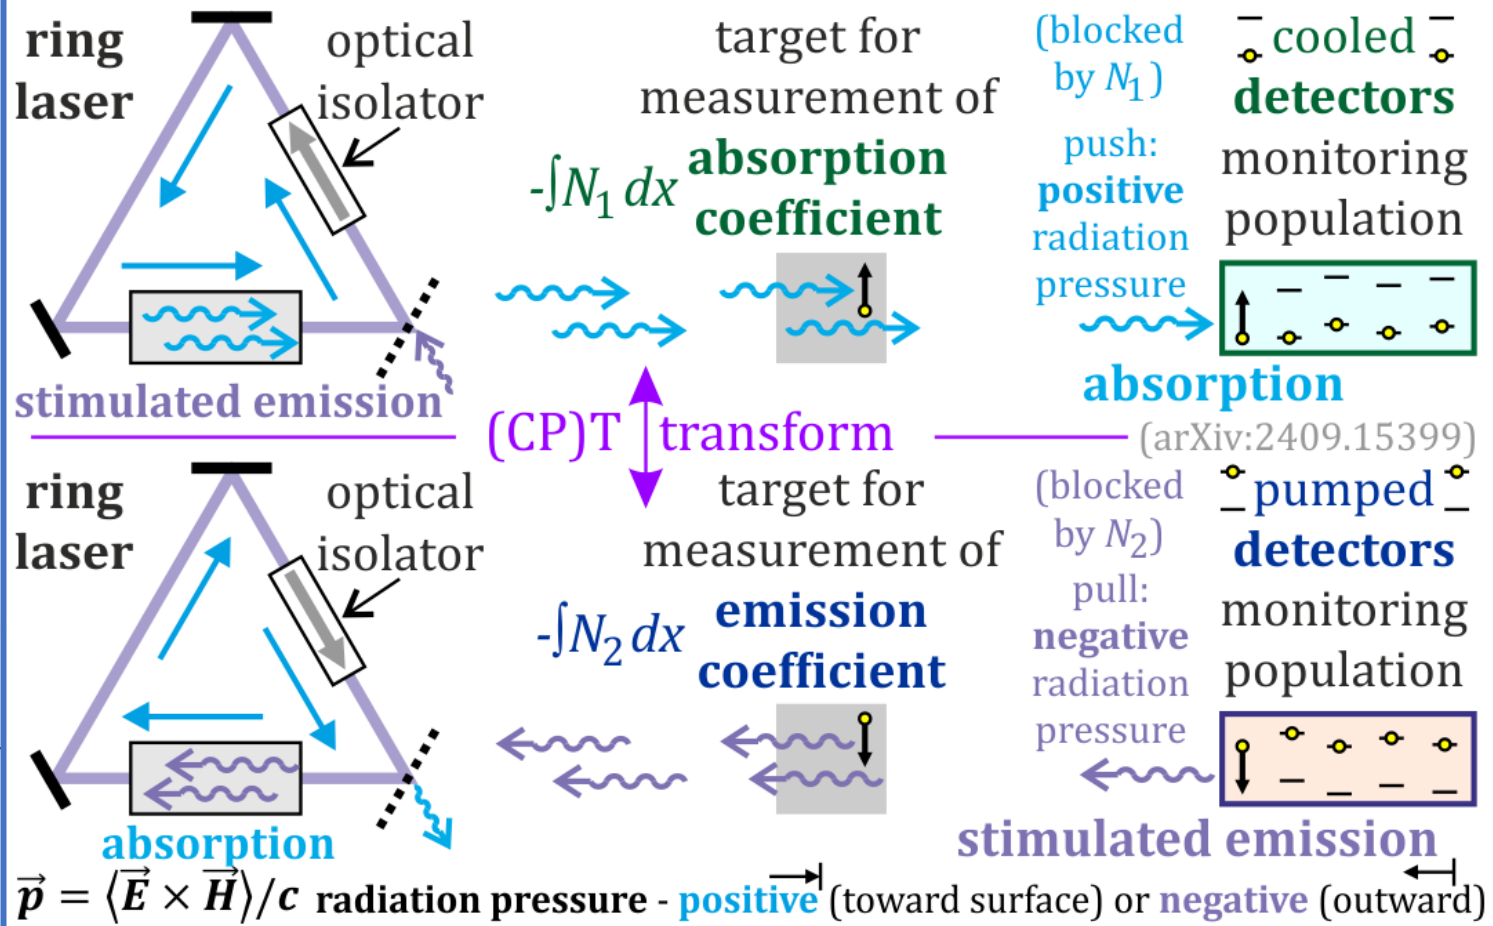 ring
laser
optical
isolator
target for
measurement of
absorption
coefficient
-∫N₁ dx
(blocked
by N₁)
push:
positive
radiation
pressure
cooled
detectors
monitoring
population
absorption
stimulated emission
(CP)T transform
(arXiv:2409.15399)
ring
laser
optical
isolator
target for
measurement of
emission
coefficient
-∫N₂ dx
(blocked
by N₂)
pull:
negative
radiation
pressure
pumped
detectors
monitoring
population
absorption
stimulated emission
p⃗ = ⟨E⃗ × H⃗⟩/c radiation pressure - positive (toward surface) or negative (outward)